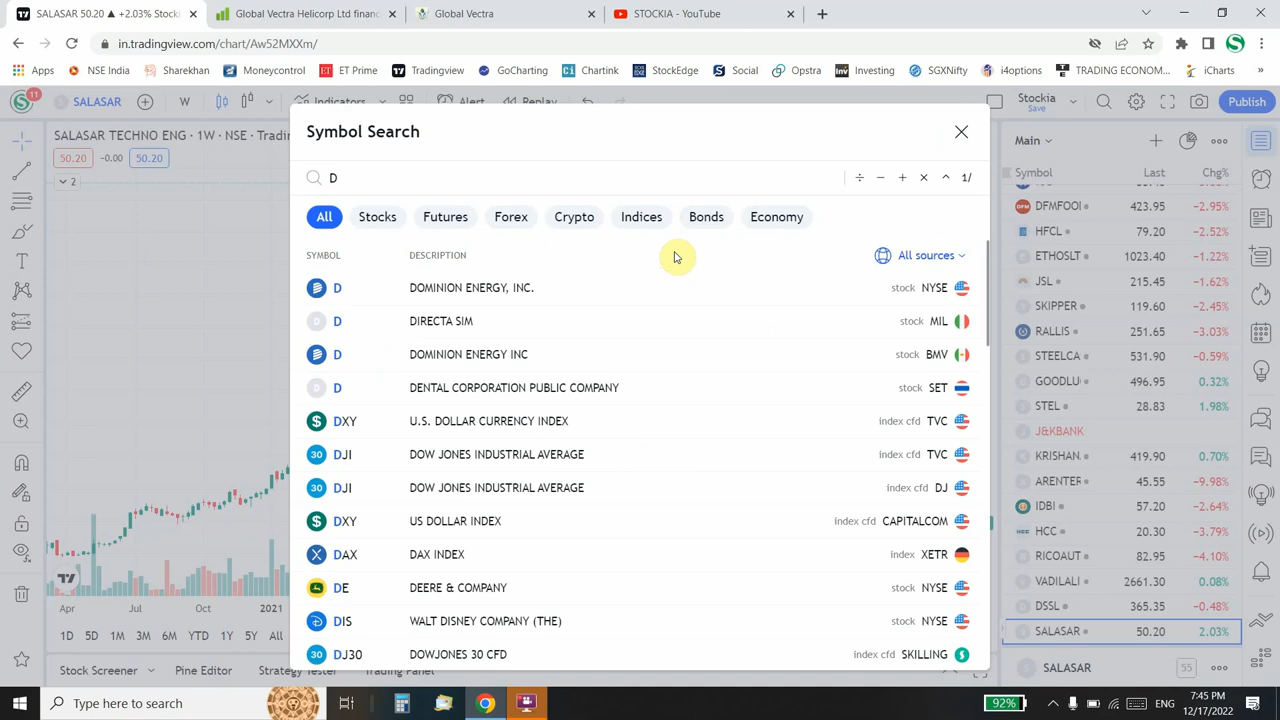 SALASAR 50.20 ▲ +2.03% Stocki
Global Vectra Helicorp Ltd financ
Global Vectra
STOCKIA - YouTube
in.tradingview.com/chart/Aw52MXXm/
Apps
NSE India
Sharekhan
Moneycontrol
ET Prime
Tradingview
GoCharting
Chartink
StockEdge
Social
Opstra
Investing
SGXNifty
i4options
TRADING ECONOM...
iCharts
11
SALASAR
W
Indicators
Alert
Replay
Stockia
Save
Publish
SALASAR TECHNO ENG · 1W · NSE · Tradin
50.20 −0.00 50.20
2
Symbol Search
D
÷ − + × 1/
All Stocks Futures Forex Crypto Indices Bonds Economy
SYMBOL DESCRIPTION All sources
D DOMINION ENERGY, INC. stock NYSE
D D DIRECTA SIM stock MIL
D DOMINION ENERGY INC stock BMV
D D DENTAL CORPORATION PUBLIC COMPANY stock SET
$ DXY U.S. DOLLAR CURRENCY INDEX index cfd TVC
30 DJI DOW JONES INDUSTRIAL AVERAGE index cfd TVC
30 DJI DOW JONES INDUSTRIAL AVERAGE index cfd DJ
$ DXY US DOLLAR INDEX index cfd CAPITALCOM
X DAX DAX INDEX index XETR
DE DEERE & COMPANY stock NYSE
DIS WALT DISNEY COMPANY (THE) stock NYSE
30 DJ30 DOWJONES 30 CFD index cfd SKILLING
Main
Symbol Last Chg%
DFMFOOI 423.40 −2.95%
HFCL 79.20 −2.52%
ETHOSLT 1023.40 −1.22%
JSL 215.45 −1.62%
SKIPPER 119.60 −2.45%
RALLIS 251.65 −3.03%
STEELCA 531.90 −0.59%
GOODLU 496.95 0.32%
STEL 28.83 1.98%
J&KBANK
KRISHAN. 419.90 0.70%
ARENTER 45.55 −9.98%
IDBI 57.20 −2.64%
HCC 20.30 −3.79%
RICOAUT 82.95 −4.10%
VADILALI 2661.30 0.08%
DSSL 365.35 −0.48%
SALASAR 50.20 2.03%
SALASAR 55
Apr Jul Oct 2021
1D 5D 1M 3M 6M YTD 1Y 5Y All
Stock Screener Pine Editor Strategy Tester Trading Panel
Type here to search
92%
ENG
7:45 PM
12/17/2022